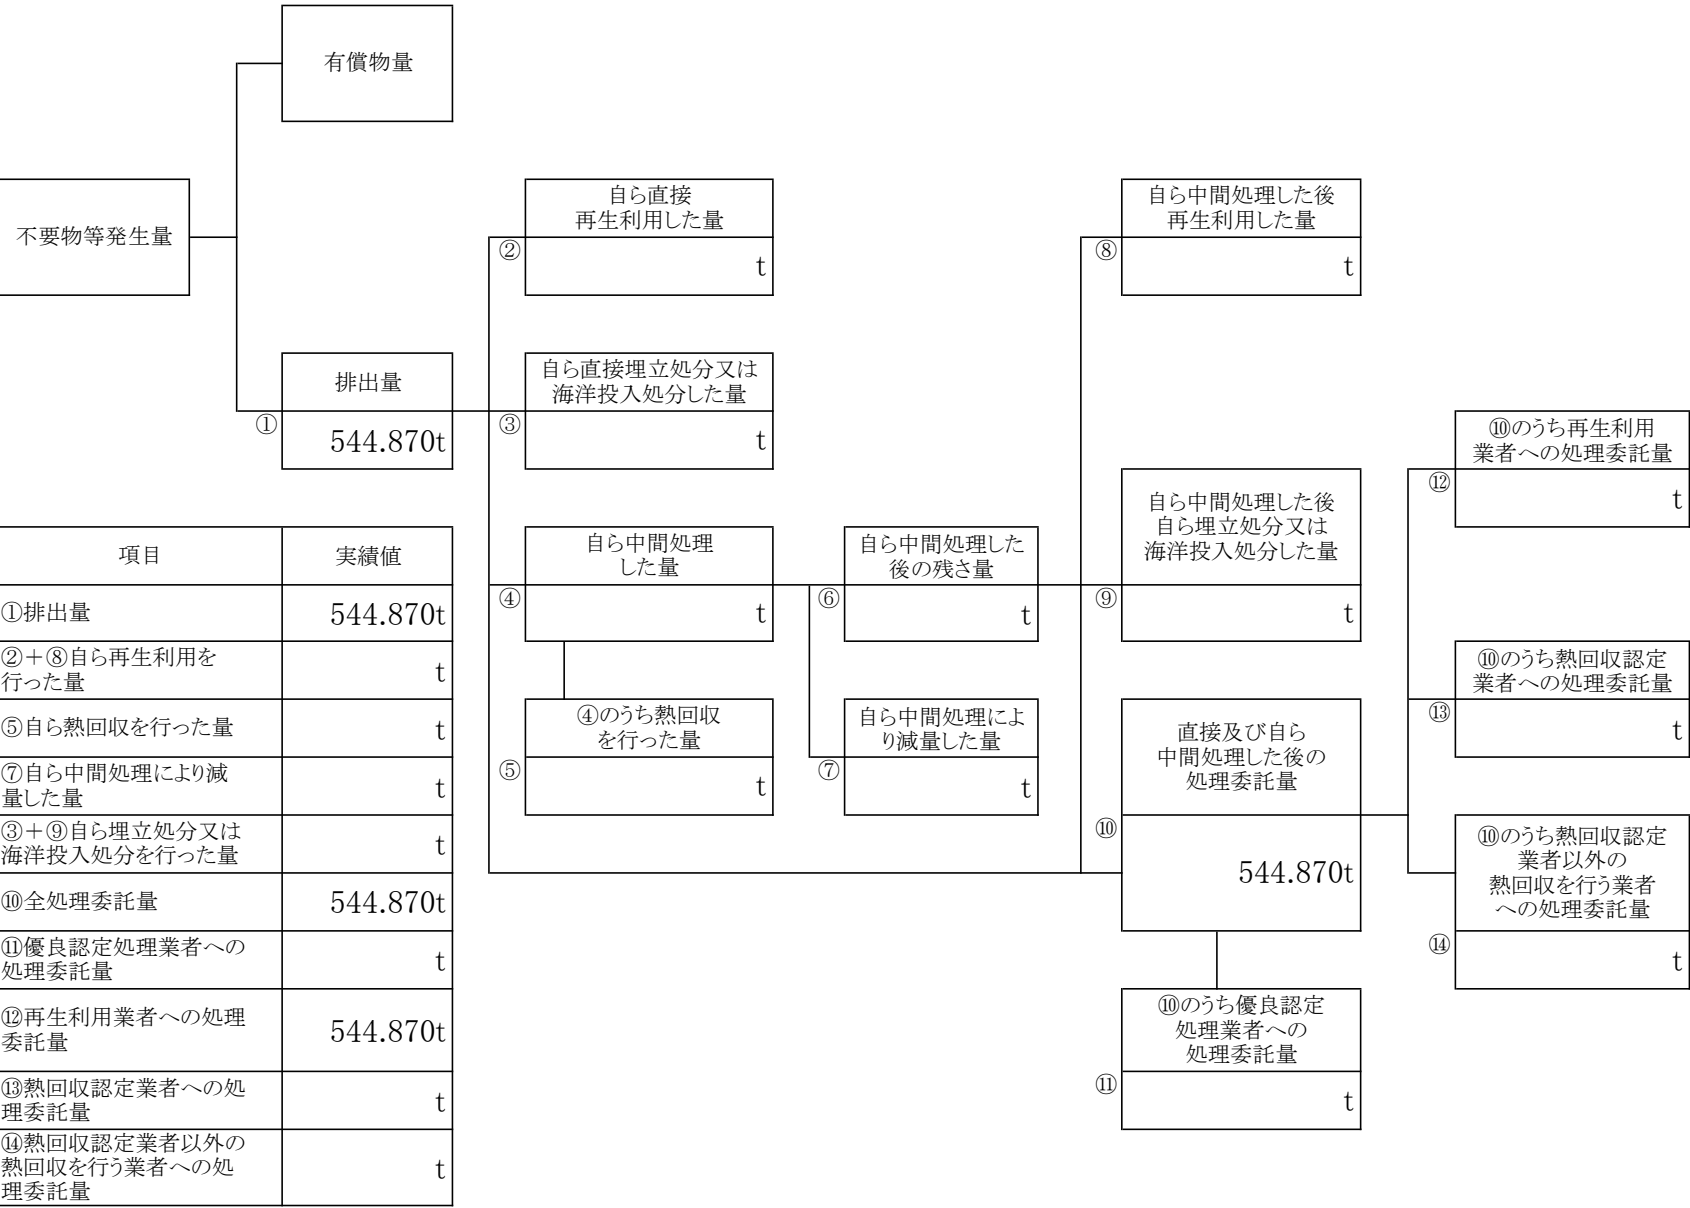 有償物量
不要物等発生量
自ら直接
再生利用した量
②
t
自ら中間処理した後
再生利用した量
⑧
t
排出量
①
544.870t
自ら直接埋立処分又は
海洋投入処分した量
③
t
⑩のうち再生利用
業者への処理委託量
⑫
t
自ら中間処理した後
自ら埋立処分又は
海洋投入処分した量
⑨
t
自ら中間処理
した量
④
t
自ら中間処理した
後の残さ量
⑥
t
④のうち熱回収
を行った量
⑤
t
自ら中間処理によ
り減量した量
⑦
t
直接及び自ら
中間処理した後の
処理委託量
⑩
544.870t
⑩のうち熱回収認定
業者への処理委託量
⑬
t
⑩のうち熱回収認定
業者以外の
熱回収を行う業者
への処理委託量
⑭
t
⑩のうち優良認定
処理業者への
処理委託量
⑪
t
項目 実績値
①排出量 544.870t
②＋⑧自ら再生利用を
行った量 t
⑤自ら熱回収を行った量 t
⑦自ら中間処理により減
量した量 t
③＋⑨自ら埋立処分又は
海洋投入処分を行った量 t
⑩全処理委託量 544.870t
⑪優良認定処理業者への
処理委託量 t
⑫再生利用業者への処理
委託量 544.870t
⑬熱回収認定業者への処
理委託量 t
⑭熱回収認定業者以外の
熱回収を行う業者への処
理委託量 t